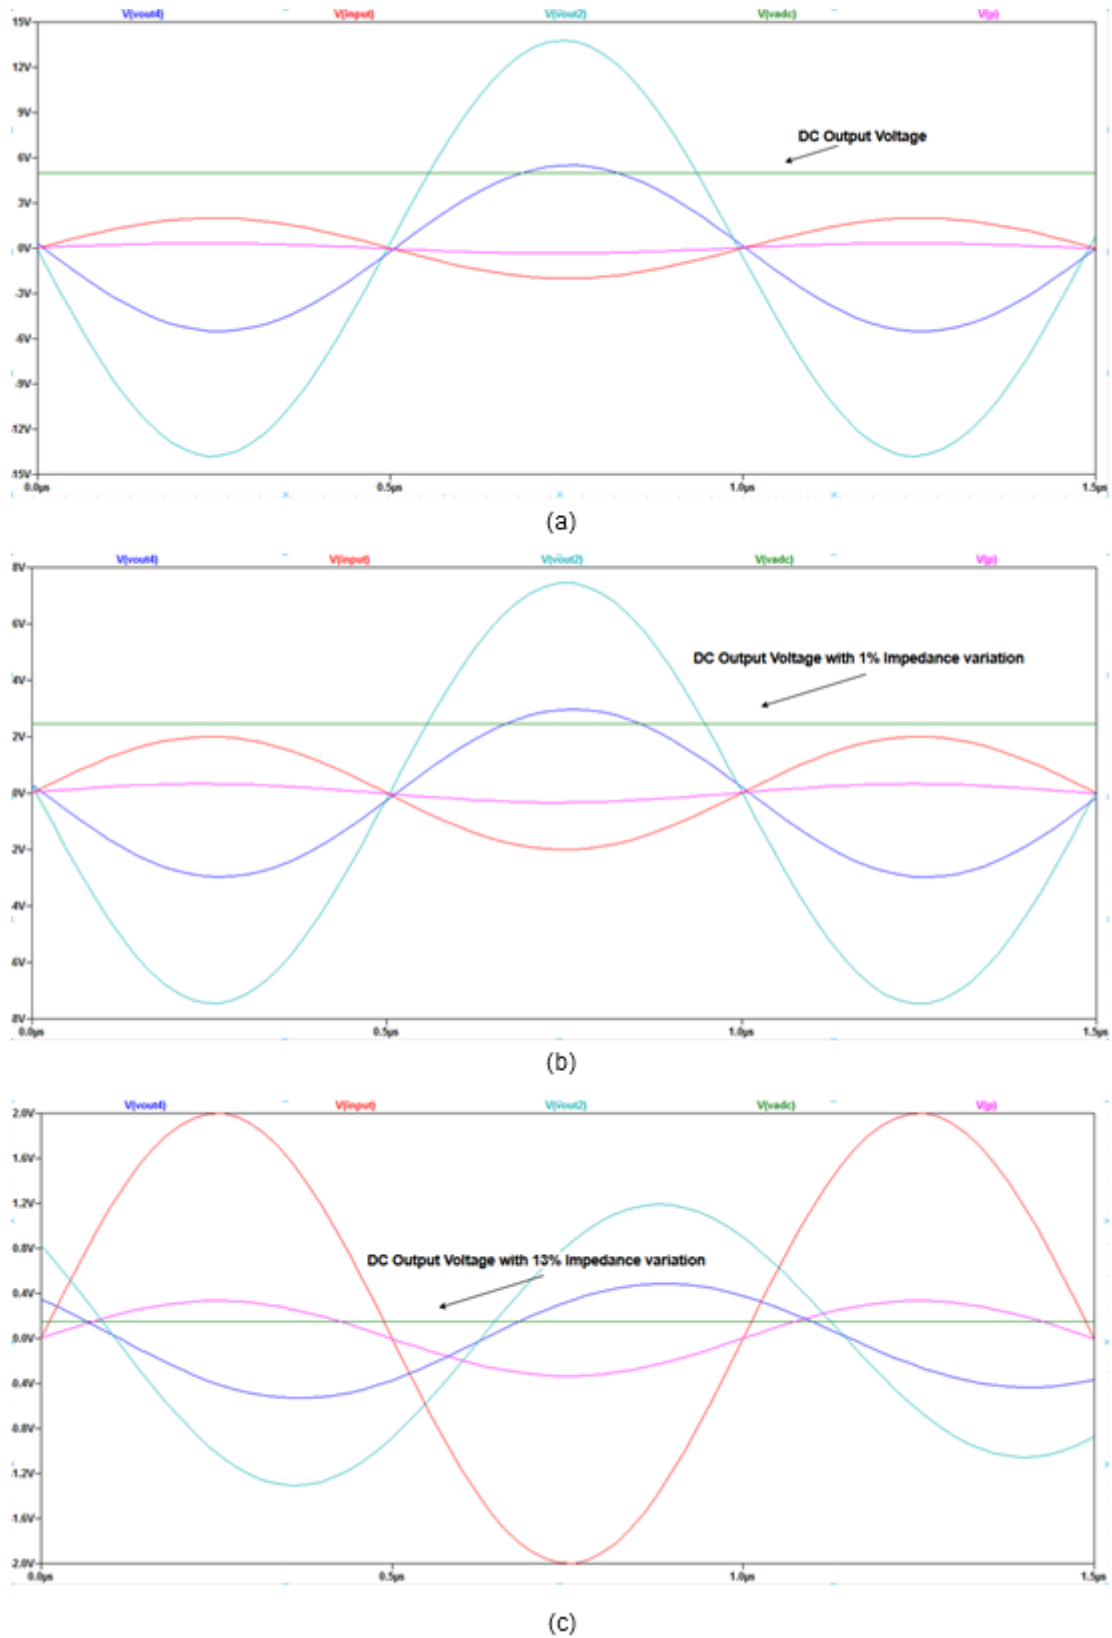 V(vout4) V(input) V(vout2) V(vadc) V(p)
15V
12V
9V
DC Output Voltage
6V
3V
0V
-3V
-6V
-9V
-12V
-15V
0.0µs 0.5µs 1.0µs 1.5µs
(a)
V(vout4) V(input) V(vout2) V(vadc) V(p)
8V
6V
DC Output Voltage with 1% Impedance variation
4V
2V
0V
-2V
-4V
-6V
-8V
0.0µs 0.5µs 1.0µs 1.5µs
(b)
V(vout4) V(input) V(vout2) V(vadc) V(p)
2.0V
1.6V
1.2V
0.8V
DC Output Voltage with 13% Impedance variation
0.4V
0.0V
-0.4V
-0.8V
-1.2V
-1.6V
-2.0V
0.0µs 0.5µs 1.0µs 1.5µs
(c)